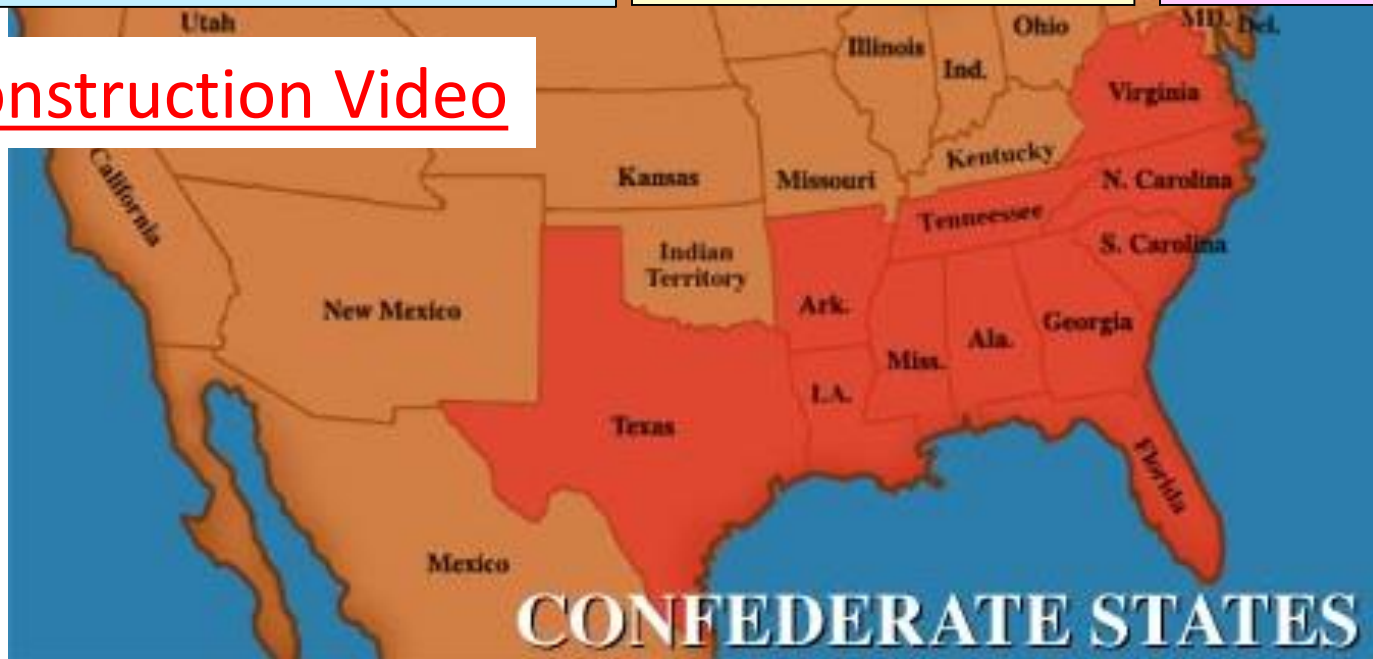 Utah
MD. Del.
Ohio
Illinois
Ind.
Virginia
onstruction Video
California
Kentucky
Kansas
Missouri
N. Carolina
Tenneessee
S. Carolina
Indian
Territory
New Mexico
Ark.
Georgia
Ala.
Miss.
LA.
Texas
Florida
Mexico
CONFEDERATE STATES